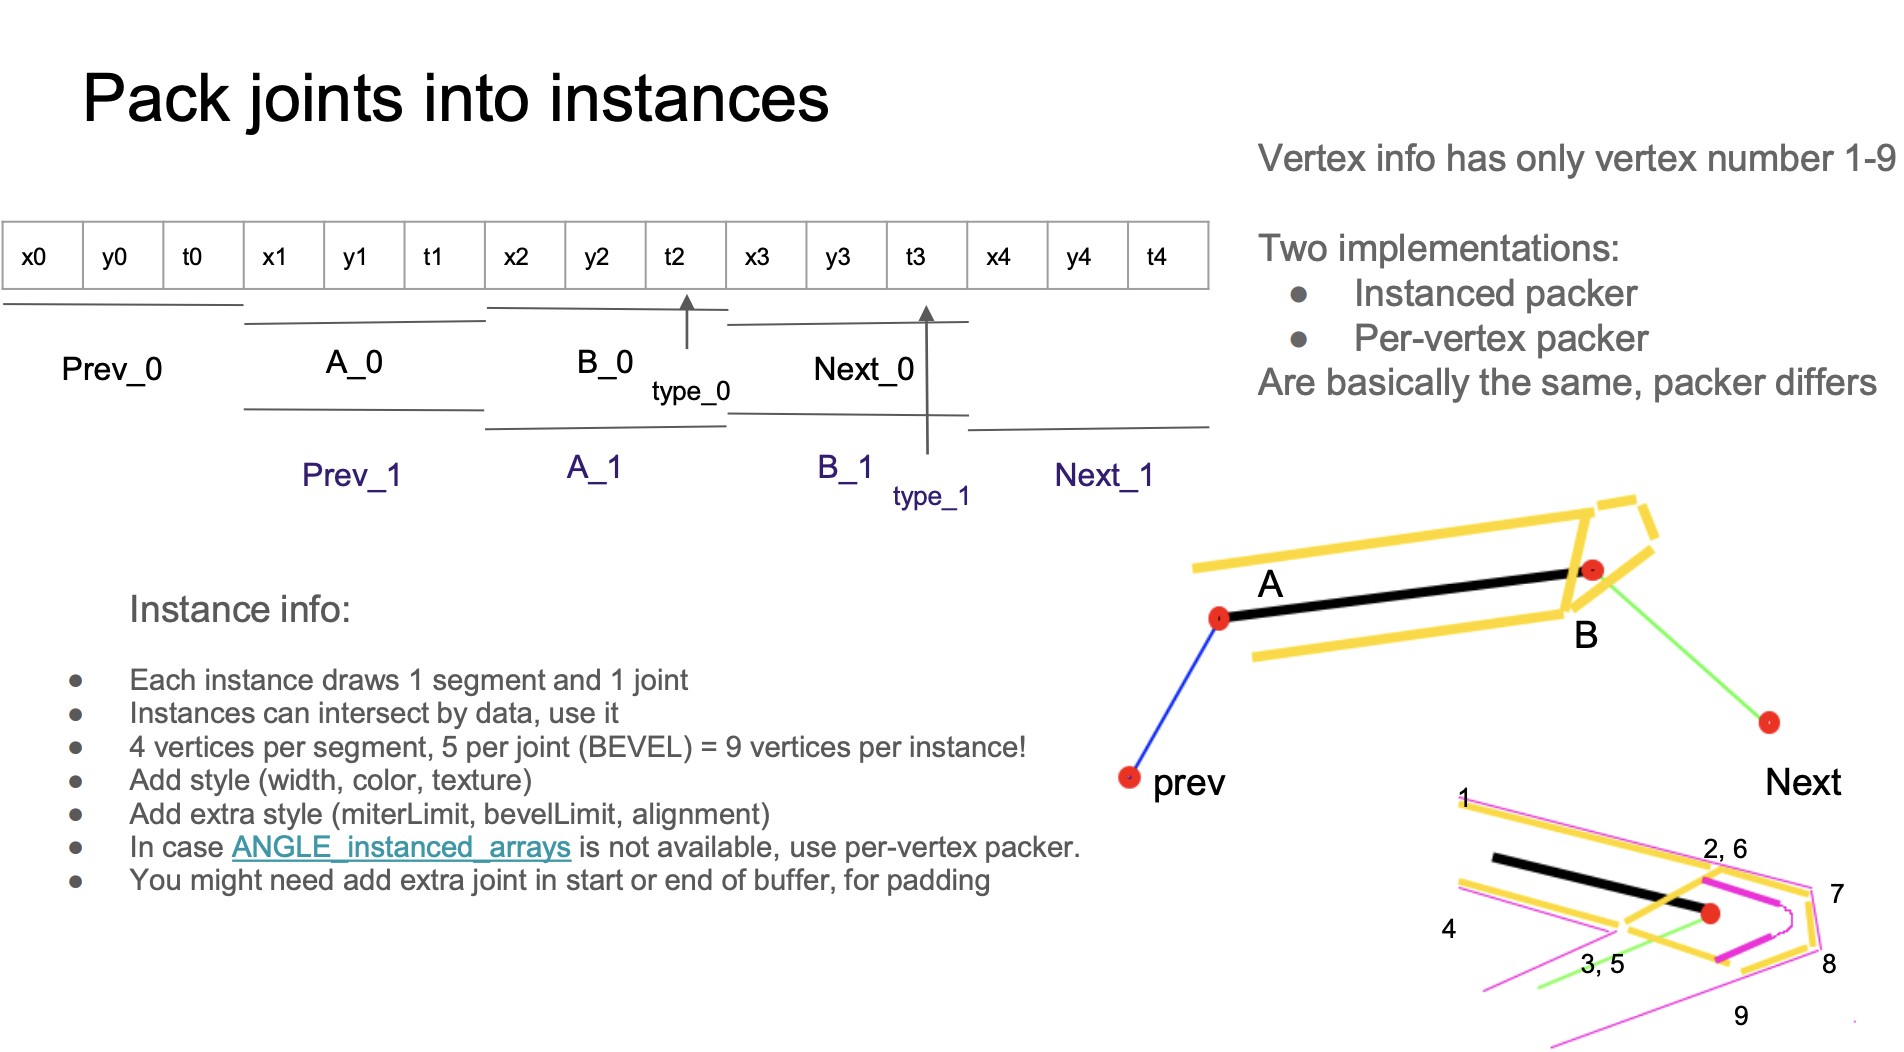 Pack joints into instances
Vertex info has only vertex number 1-9
Two implementations:
● Instanced packer
● Per-vertex packer
Are basically the same, packer differs
x0 y0 t0 x1 y1 t1 x2 y2 t2 x3 y3 t3 x4 y4 t4
Prev_0 A_0 B_0 type_0 Next_0
Prev_1 A_1 B_1 type_1 Next_1
Instance info:
● Each instance draws 1 segment and 1 joint
● Instances can intersect by data, use it
● 4 vertices per segment, 5 per joint (BEVEL) = 9 vertices per instance!
● Add style (width, color, texture)
● Add extra style (miterLimit, bevelLimit, alignment)
● In case ANGLE_instanced_arrays is not available, use per-vertex packer.
● You might need add extra joint in start or end of buffer, for padding
A
B
prev
Next
1
2, 6
7
4
3, 5
8
9